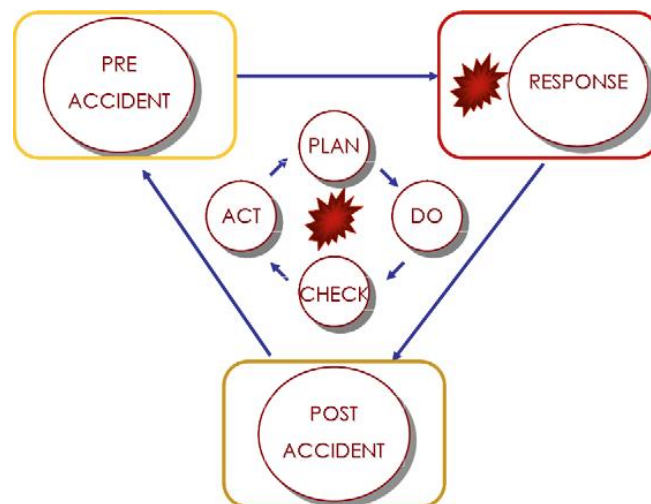 PRE
ACCIDENT
RESPONSE
PLAN
ACT
DO
CHECK
POST
ACCIDENT